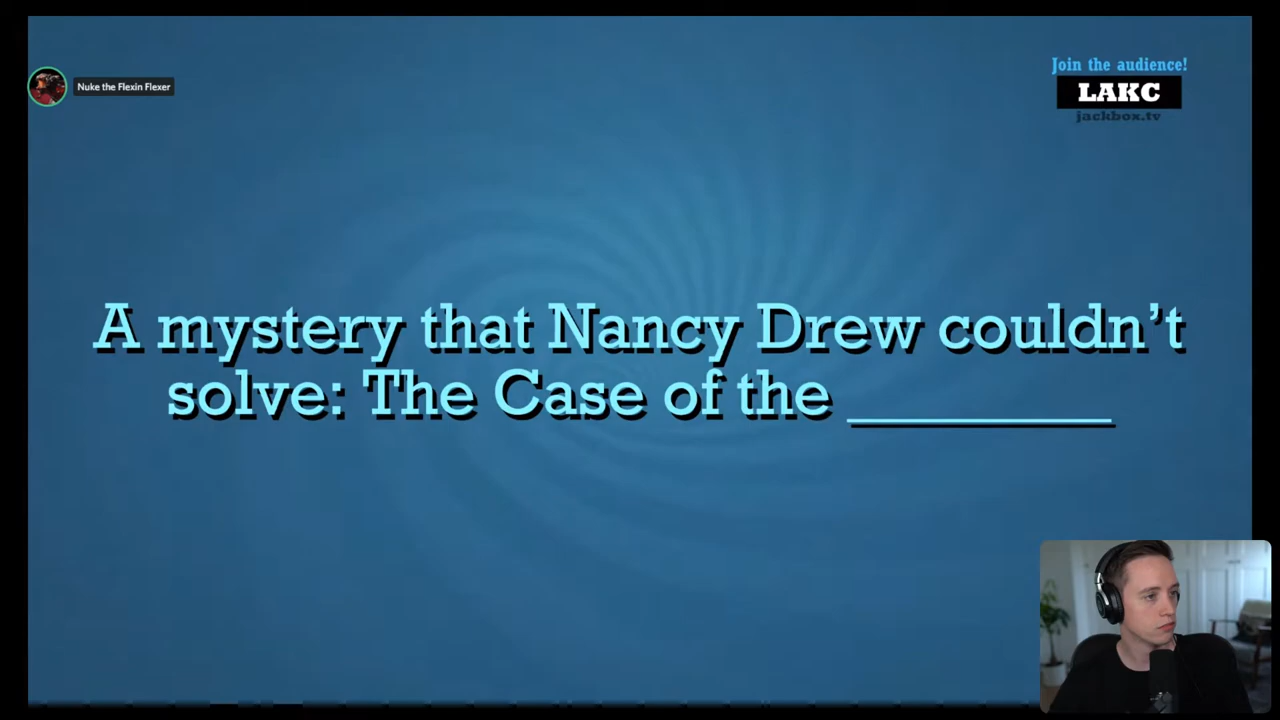 Join the audience!
Nuke the Flexin Flexer
LAKC
jackbox.tv
A mystery that Nancy Drew couldn’t
solve: The Case of the __________